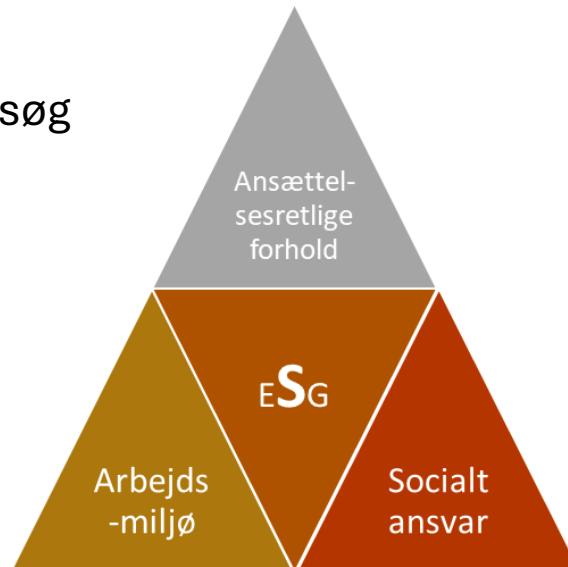 søg
Ansættel-
sesretlige
forhold
ESG
Arbejds
-miljø
Socialt
ansvar